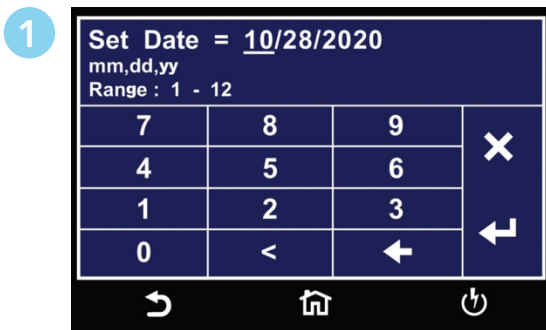 1
Set Date = 10/28/2020
mm,dd,yy
Range : 1 - 12
7 8 9
4 5 6
1 2 3
0 <